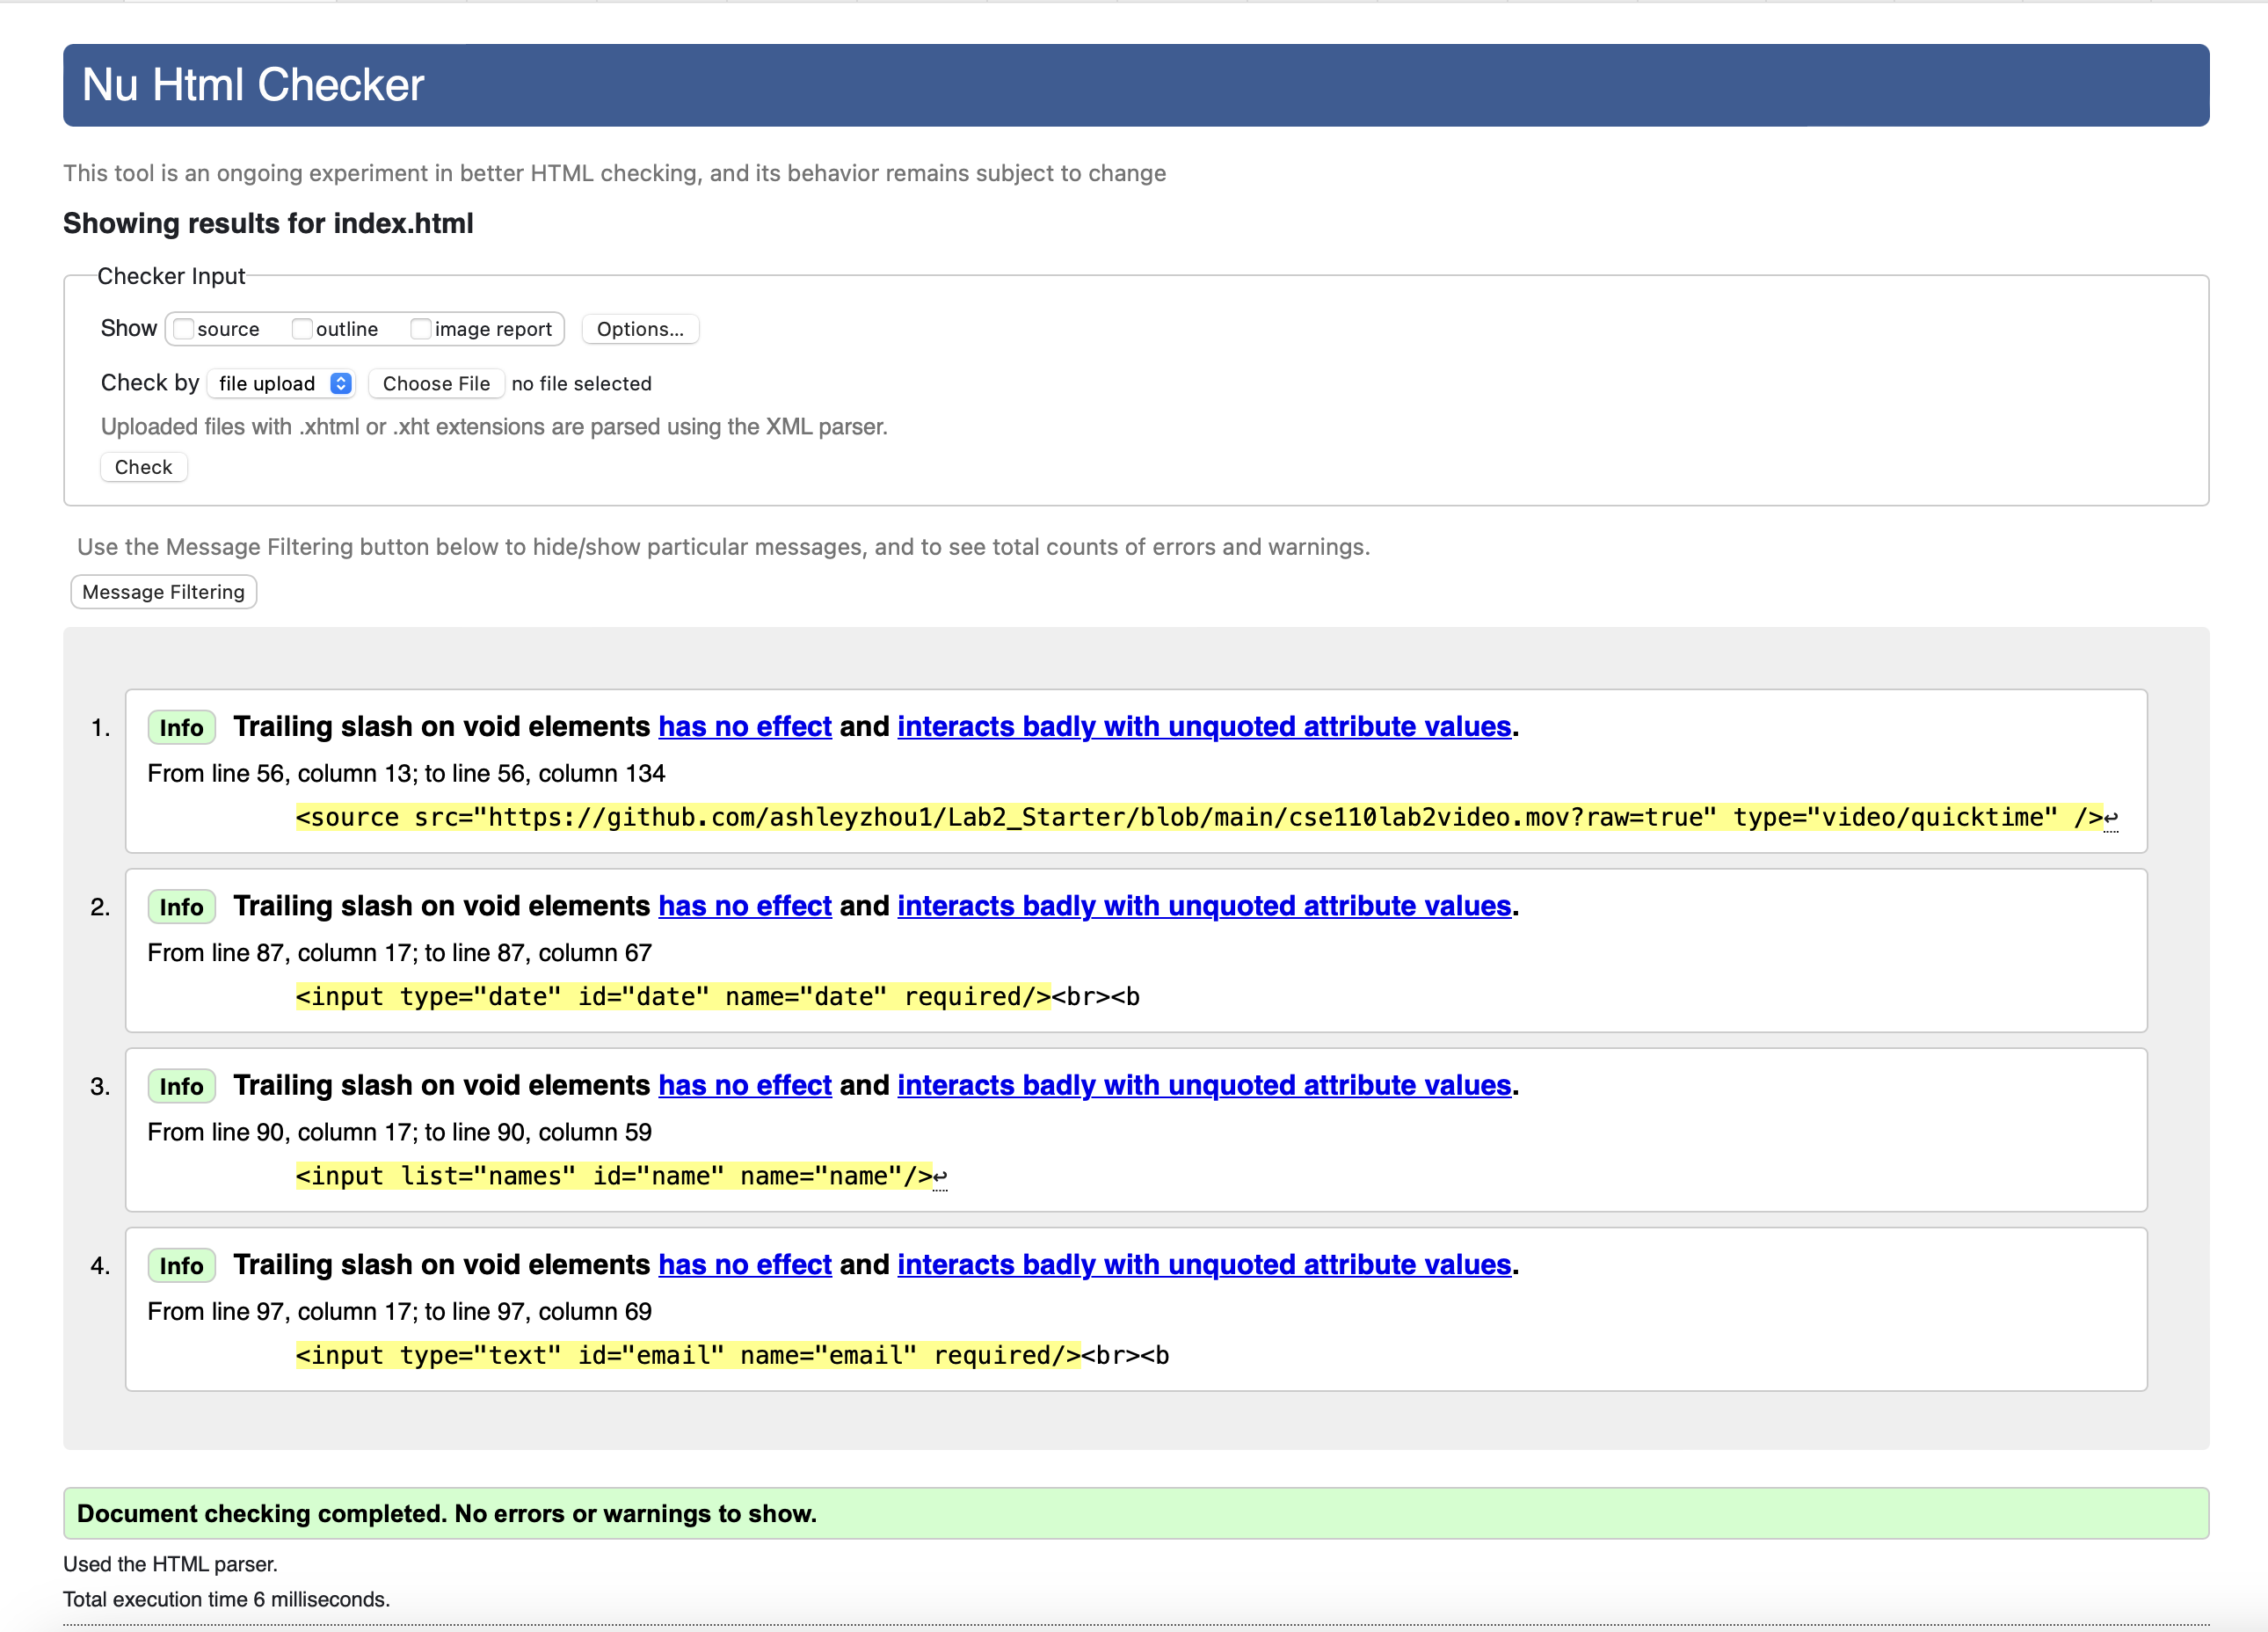 Nu Html Checker
This tool is an ongoing experiment in better HTML checking, and its behavior remains subject to change
Showing results for index.html
Checker Input
Show source outline image report Options...
Check by file upload Choose File no file selected
Uploaded files with .xhtml or .xht extensions are parsed using the XML parser.
Check
Use the Message Filtering button below to hide/show particular messages, and to see total counts of errors and warnings.
Message Filtering
1. Info Trailing slash on void elements has no effect and interacts badly with unquoted attribute values.
From line 56, column 13; to line 56, column 134
<source src="https://github.com/ashleyzhou1/Lab2_Starter/blob/main/cse110lab2video.mov?raw=true" type="video/quicktime" />↩
2. Info Trailing slash on void elements has no effect and interacts badly with unquoted attribute values.
From line 87, column 17; to line 87, column 67
<input type="date" id="date" name="date" required/><br><b
3. Info Trailing slash on void elements has no effect and interacts badly with unquoted attribute values.
From line 90, column 17; to line 90, column 59
<input list="names" id="name" name="name"/>↩
4. Info Trailing slash on void elements has no effect and interacts badly with unquoted attribute values.
From line 97, column 17; to line 97, column 69
<input type="text" id="email" name="email" required/><br><b
Document checking completed. No errors or warnings to show.
Used the HTML parser.
Total execution time 6 milliseconds.